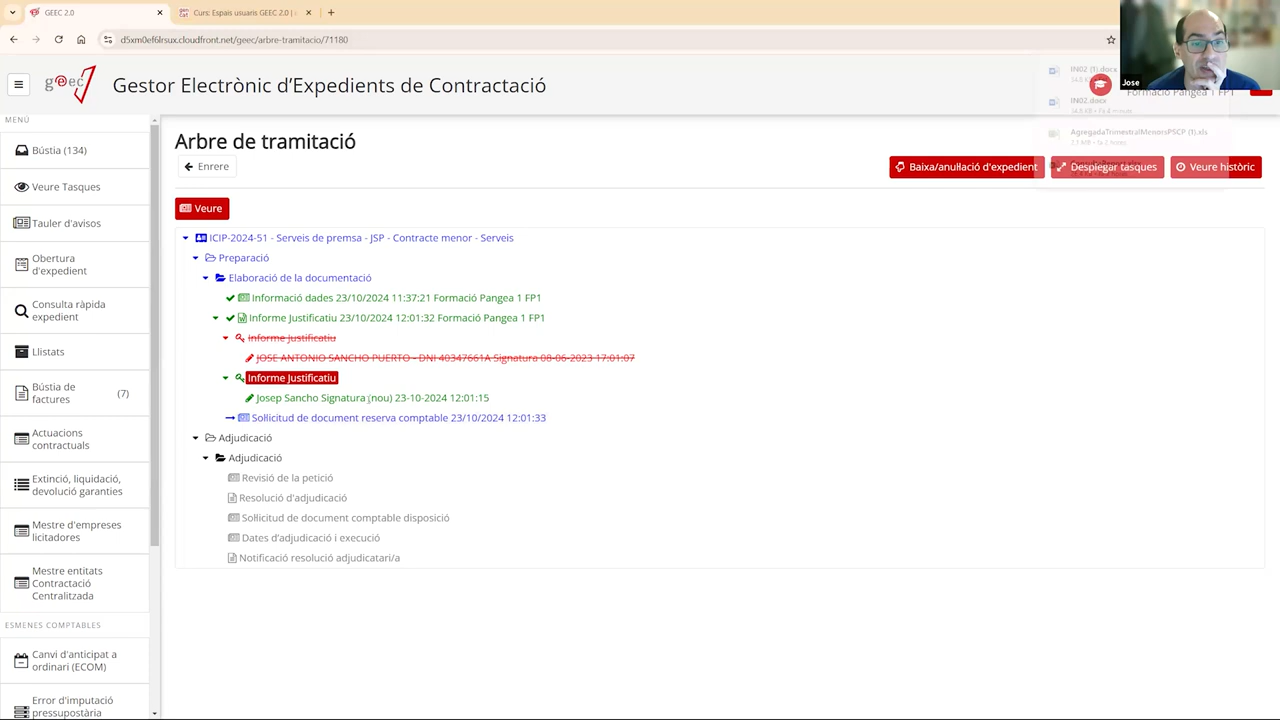 GEEC 2.0
Curs: Espais usuaris GEEC 2.0 |
d5xm0ef6lrsux.cloudfront.net/geec/arbre-tramitacio/71180
Jose
geec
Gestor Electrònic d'Expedients de Contractació
IN02 (1).docx
Formació Pangea 1 FP1
IN02.docx
AgregadaTrimestralMenorsPSCP (1).xls
MENÚ
Bústia (134)
Veure Tasques
Tauler d'avisos
Obertura
d'expedient
Consulta ràpida
expedient
Llistats
Bústia de
factures
(7)
Actuacions
contractuals
Extinció, liquidació,
devolució garanties
Mestre d'empreses
licitadores
Mestre entitats
Contractació
Centralitzada
ESMENES COMPTABLES
Canvi d'anticipat a
ordinari (ECOM)
Error d'imputació
pressupostària
Arbre de tramitació
Enrere
Baixa/anul·lació d'expedient
Desplegar tasques
Veure històric
Veure
ICIP-2024-51 - Serveis de premsa - JSP - Contracte menor - Serveis
Preparació
Elaboració de la documentació
Informació dades 23/10/2024 11:37:21 Formació Pangea 1 FP1
Informe Justificatiu 23/10/2024 12:01:32 Formació Pangea 1 FP1
Informe Justificatiu
JOSE ANTONIO SANCHO PUERTO - DNI 40347661A Signatura 08-06-2023 17:01:07
Informe Justificatiu
Josep Sancho Signatura (nou) 23-10-2024 12:01:15
Sol·licitud de document reserva comptable 23/10/2024 12:01:33
Adjudicació
Adjudicació
Revisió de la petició
Resolució d'adjudicació
Sol·licitud de document comptable disposició
Dates d'adjudicació i execució
Notificació resolució adjudicatari/a